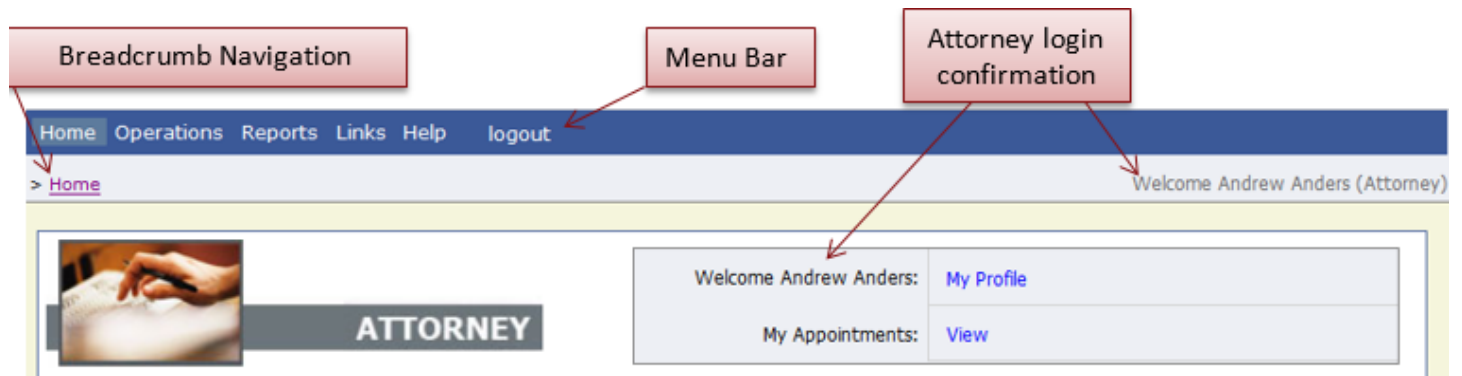 Breadcrumb Navigation
Menu Bar
Attorney login
confirmation
Home Operations Reports Links Help logout
> Home
Welcome Andrew Anders (Attorney)
Welcome Andrew Anders: My Profile
ATTORNEY
My Appointments: View